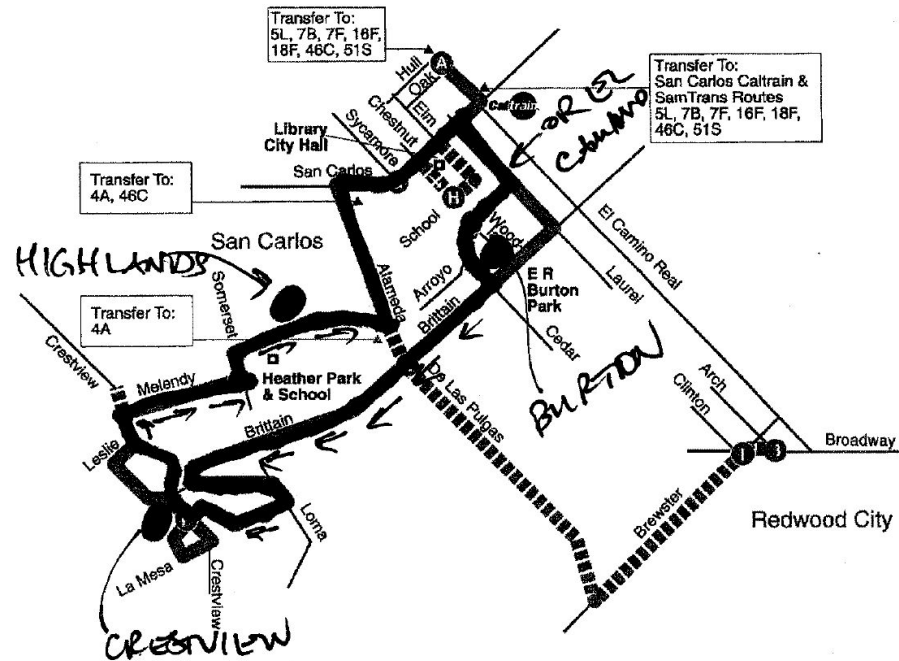 Transfer To:
5L, 7B, 7F, 16F,
18F, 46C, 51S
Transfer To:
San Carlos Caltrain &
SamTrans Routes
5L, 7B, 7F, 16F, 18F,
46C, 51S
Hull
A
Oak
Elm
Chestnut
Sycamora
Caltrain
OR EL
CAMINO
Library
City Hall
San Carlos
H
School
Transfer To:
4A, 46C
San Carlos
HIGHLANDS
Somerset
Alameda
Arroyo
Wood
E R
Burton
Park
Laural
El Camino Real
Brittain
Cedar
Transfer To:
4A
Crestview
Melendy
Heather Park
& School
De Las Pulgas
BURTON
Arch
Clinton
Broadway
Brittain
Leslie
Loma
Brewster
Redwood City
La Mesa
Crestview
CRESTVIEW